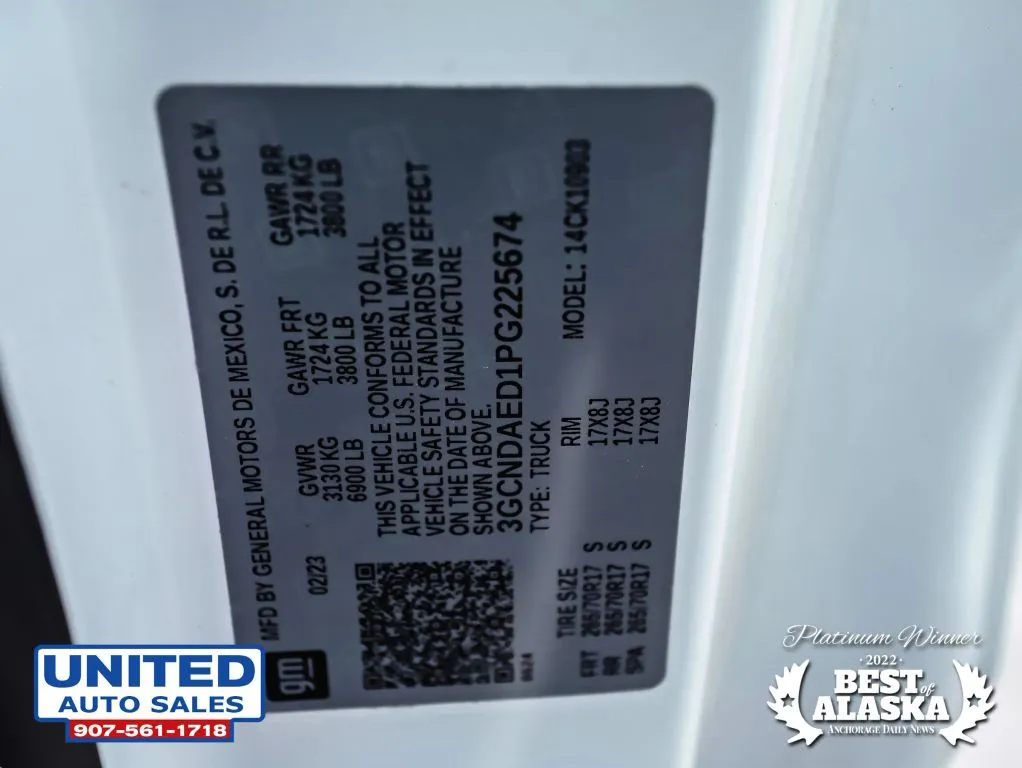 MFD BY GENERAL MOTORS DE MEXICO, S. DE R.L. DE C.V.
02/23 GVWR GAWR FRT GAWR RR
3130 KG 1724 KG 1724 KG
6900 LB 3800 LB 3800 LB
THIS VEHICLE CONFORMS TO ALL
APPLICABLE U.S. FEDERAL MOTOR
VEHICLE SAFETY STANDARDS IN EFFECT
ON THE DATE OF MANUFACTURE
SHOWN ABOVE.
3GCNDAED1PG225674
TYPE: TRUCK MODEL: 14CK10903
TIRE SIZE RIM
FRT 265/70R17 S 17X8J
RR 265/70R17 S 17X8J
SPA 265/70R17 S 17X8J
gm
UNITED
AUTO SALES
907-561-1718
Platinum Winner
2022
BEST of
ALASKA
ANCHORAGE DAILY NEWS